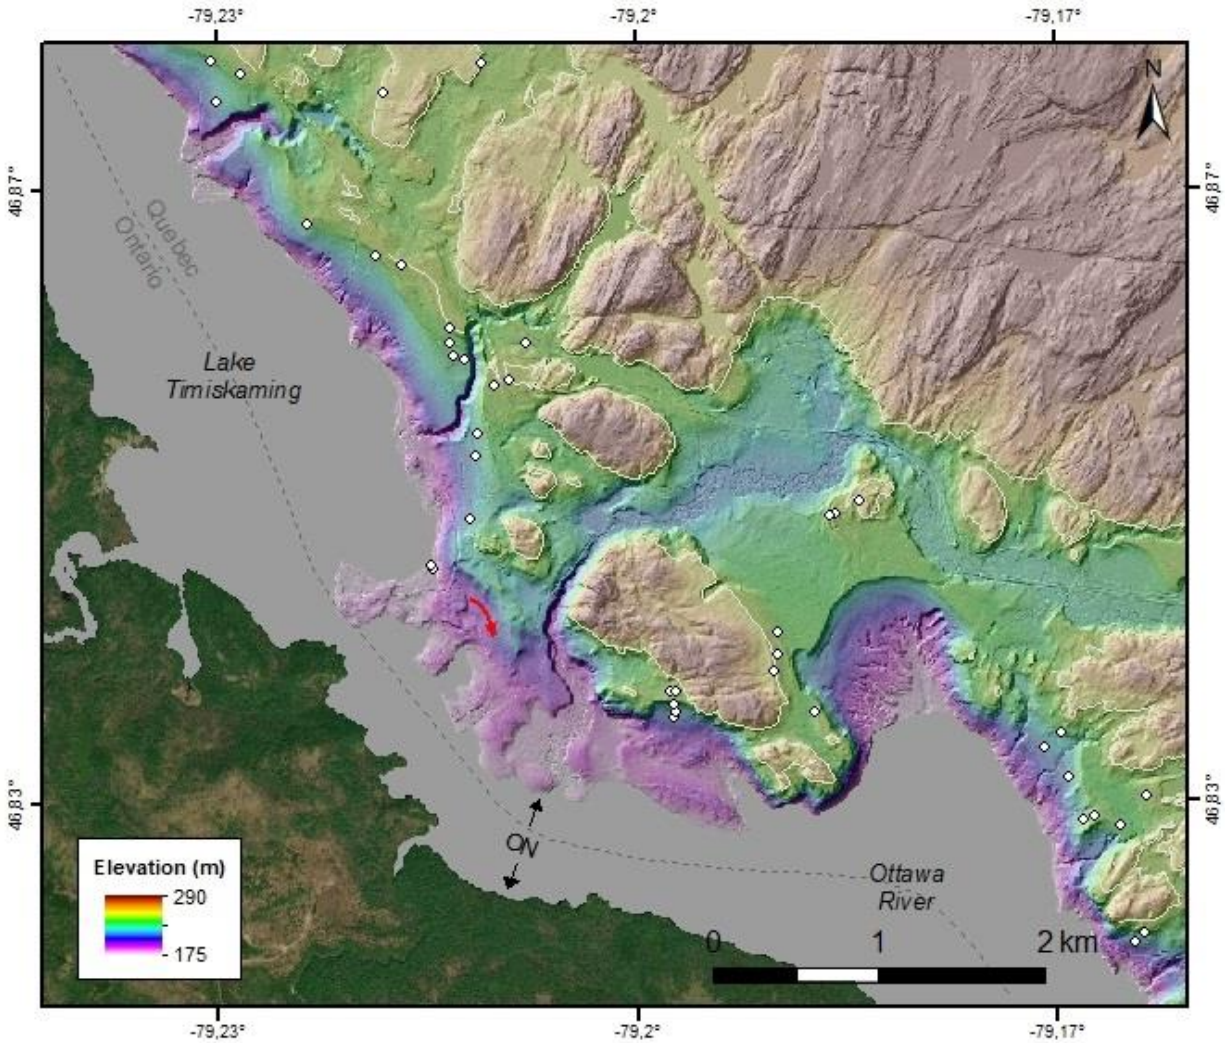 -79,23°
-79,2°
-79,17°
N
46,87°
46,87°
Quebec
Ontario
Lake
Timiskaming
46,83°
46,83°
ON
Elevation (m)
290
175
Ottawa
River
0 1 2 km
-79,23°
-79,2°
-79,17°